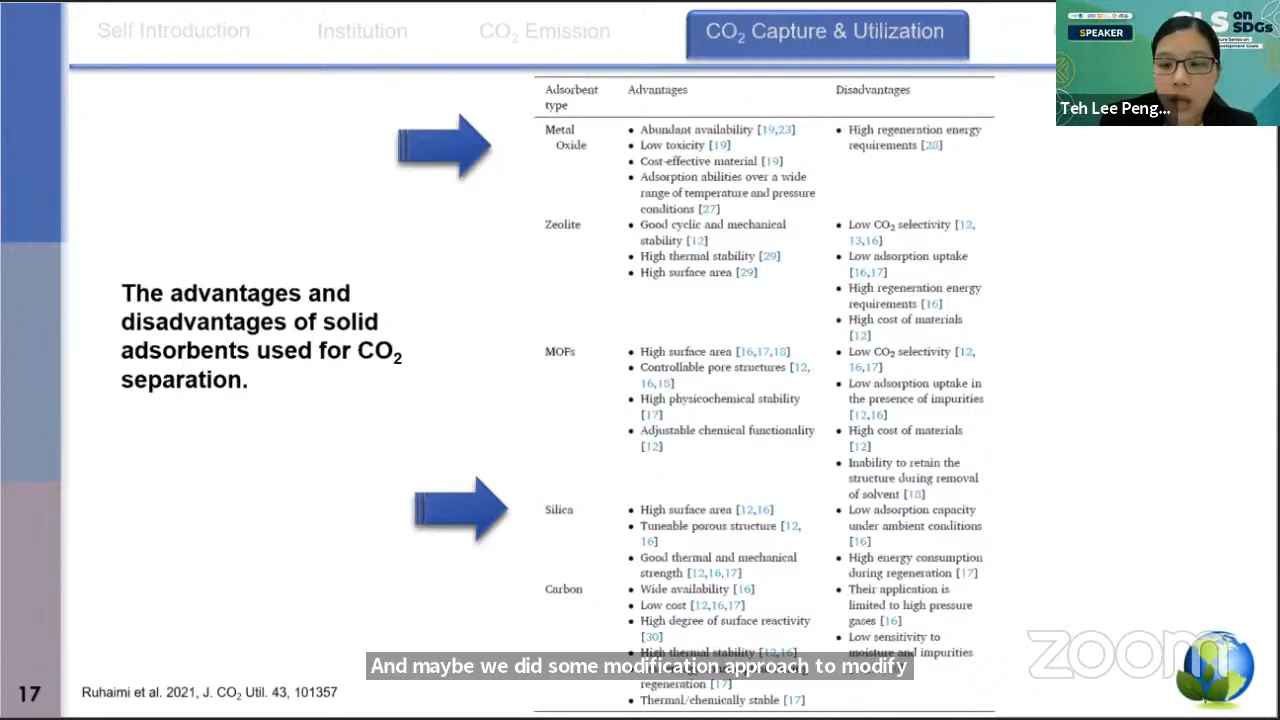 Self Introduction
Institution
CO₂ Emission
CO₂ Capture & Utilization
SPEAKER
GLS on SDGs
Teh Lee Peng...
The advantages and
disadvantages of solid
adsorbents used for CO₂
separation.
Adsorbent type | Advantages | Disadvantages
Metal Oxide
• Abundant availability [19,23]
• Low toxicity [19]
• Cost-effective material [19]
• Adsorption abilities over a wide
range of temperature and pressure
conditions [27]
• High regeneration energy
requirements [28]
Zeolite
• Good cyclic and mechanical
stability [12]
• High thermal stability [29]
• High surface area [29]
• Low CO₂ selectivity [12,
13,16]
• Low adsorption uptake
[16,17]
• High regeneration energy
requirements [16]
• High cost of materials
[12]
MOFs
• High surface area [16,17,18]
• Controllable pore structures [12,
16,18]
• High physicochemical stability
[17]
• Adjustable chemical functionality
[12]
• Low CO₂ selectivity [12,
16,17]
• Low adsorption uptake in
the presence of impurities
[12,16]
• High cost of materials
[12]
• Inability to retain the
structure during removal
of solvent [18]
Silica
• High surface area [12,16]
• Tuneable porous structure [12,
16]
• Good thermal and mechanical
strength [12,16,17]
• Low adsorption capacity
under ambient conditions
[16]
• High energy consumption
during regeneration [17]
Carbon
• Wide availability [16]
• Low cost [12,16,17]
• High degree of surface reactivity
[30]
• High thermal stability [12,16]
regeneration [17]
• Thermal/chemically stable [17]
• Their application is
limited to high pressure
gases [16]
• Low sensitivity to
moisture and impurities
And maybe we did some modification approach to modify
zoom
17
Ruhaimi et al. 2021, J. CO₂ Util. 43, 101357